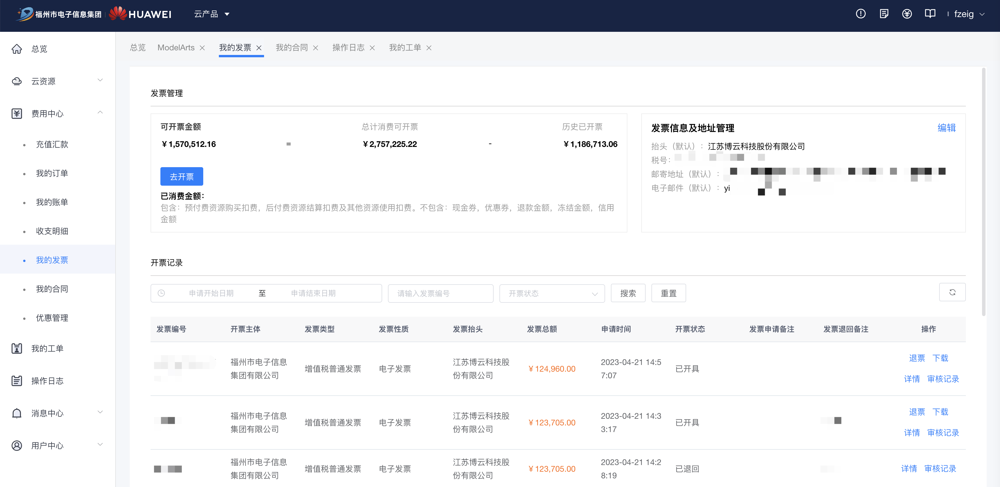 福州市电子信息集团 HUAWEI 云产品 fzeig
总览
云资源
费用中心
充值汇款
我的订单
我的账单
收支明细
我的发票
我的合同
优惠管理
我的工单
操作日志
消息中心
用户中心
总览 ModelArts 我的发票 我的合同 操作日志 我的工单
发票管理
可开票金额 总计消费可开票 历史已开票
¥ 1,570,512.16 = ¥ 2,757,225.22 - ¥ 1,186,713.06
去开票
已消费金额：
包含：预付费资源购买扣费，后付费资源结算扣费及其他资源使用扣费。不包含：现金券，优惠券，退款金额，冻结金额，信用
金额
发票信息及地址管理 编辑
抬头（默认）：江苏博云科技股份有限公司
税号：
邮寄地址（默认）：
电子邮件（默认）：yi
开票记录
申请开始日期 至 申请结束日期 请输入发票编号 开票状态 搜索 重置
发票编号 开票主体 发票类型 发票性质 发票抬头 发票总额 申请时间 开票状态 发票申请备注 发票退回备注 操作
福州市电子信息 江苏博云科技股 2023-04-21 14:5 退票 下载
增值税普通发票 电子发票 ¥ 124,960.00 已开具
集团有限公司 份有限公司 7:07 详情 审核记录
福州市电子信息 江苏博云科技股 2023-04-21 14:3 退票 下载
增值税普通发票 电子发票 ¥ 123,705.00 已开具
集团有限公司 份有限公司 3:17 详情 审核记录
福州市电子信息 江苏博云科技股 2023-04-21 14:2
增值税普通发票 电子发票 ¥ 123,705.00 已退回 详情 审核记录
集团有限公司 份有限公司 8:19